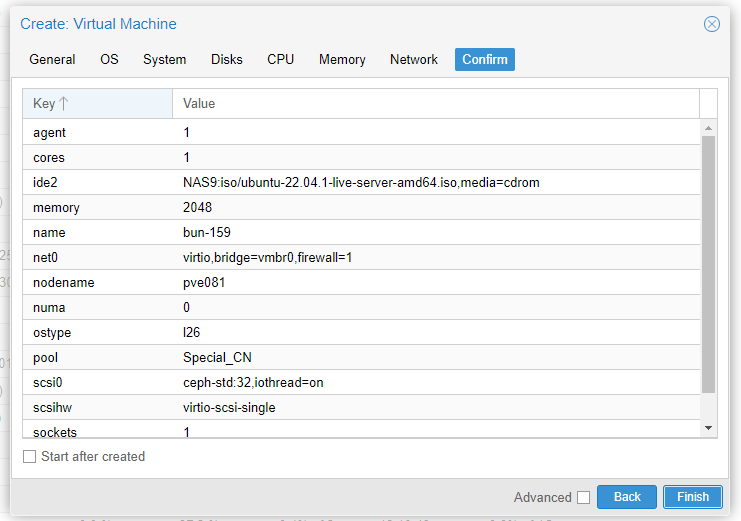 Create: Virtual Machine
General OS System Disks CPU Memory Network Confirm
Key Value
agent 1
cores 1
ide2 NAS9:iso/ubuntu-22.04.1-live-server-amd64.iso,media=cdrom
memory 2048
name bun-159
net0 virtio,bridge=vmbr0,firewall=1
nodename pve081
numa 0
ostype l26
pool Special_CN
scsi0 ceph-std:32,iothread=on
scsihw virtio-scsi-single
sockets 1
Start after created
Advanced Back Finish